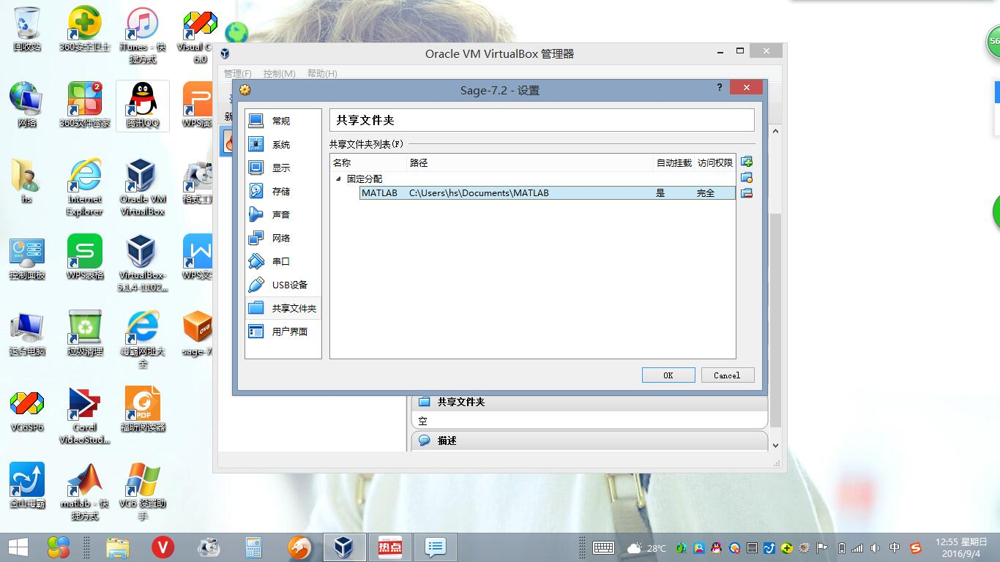 回收站
360安全卫士
iTunes - 快
捷方式
Visual C
6.0
网络
2
360软件管家
腾讯QQ
WPS演
hs
Internet
Explorer
Oracle VM
VirtualBox
格式工
控制面板
WPS表格
VirtualBox-
5.1.4-1102...
WPS文
这台电脑
垃圾清理
毒霸网址大
全
OVA
sage-7
VC6SP6
Corel
VideoStud...
PDF
福昕阅读器
金山毒霸
matlab - 快
捷方式
VC6 设置助
手
Oracle VM VirtualBox 管理器
管理(F) 控制(M) 帮助(H)
新
Sage-7.2 - 设置
?
常规
系统
显示
存储
声音
网络
串口
USB设备
共享文件夹
用户界面
共享文件夹
共享文件夹列表(F)
名称 路径 自动挂载 访问权限
固定分配
MATLAB C:\Users\hs\Documents\MATLAB 是 完全
OK Cancel
共享文件夹
空
描述
56
热点
28℃
中
12:55 星期日
2016/9/4